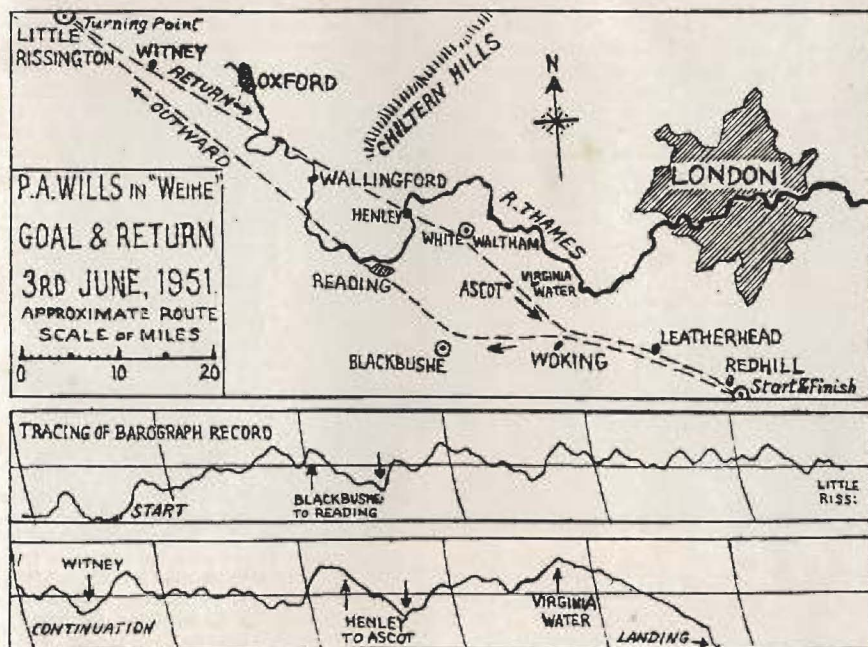 Turning Point
LITTLE
RISSINGTON
WITNEY
RETURN→
← OUTWARD
OXFORD
CHILTERN HILLS
N
LONDON
WALLINGFORD
HENLEY
WHITE WALTHAM
R. THAMES
READING
ASCOT
VIRGINIA
WATER
BLACKBUSHE
WOKING
LEATHERHEAD
REDHILL
Start & Finish
P.A.WILLS IN "WEIHE"
GOAL & RETURN
3RD JUNE, 1951.
APPROXIMATE ROUTE
SCALE OF MILES
0 10 20
TRACING OF BAROGRAPH RECORD
START
BLACKBUSHE
TO READING
LITTLE
RISS:
WITNEY
CONTINUATION
HENLEY
TO ASCOT
VIRGINIA
WATER
LANDING→